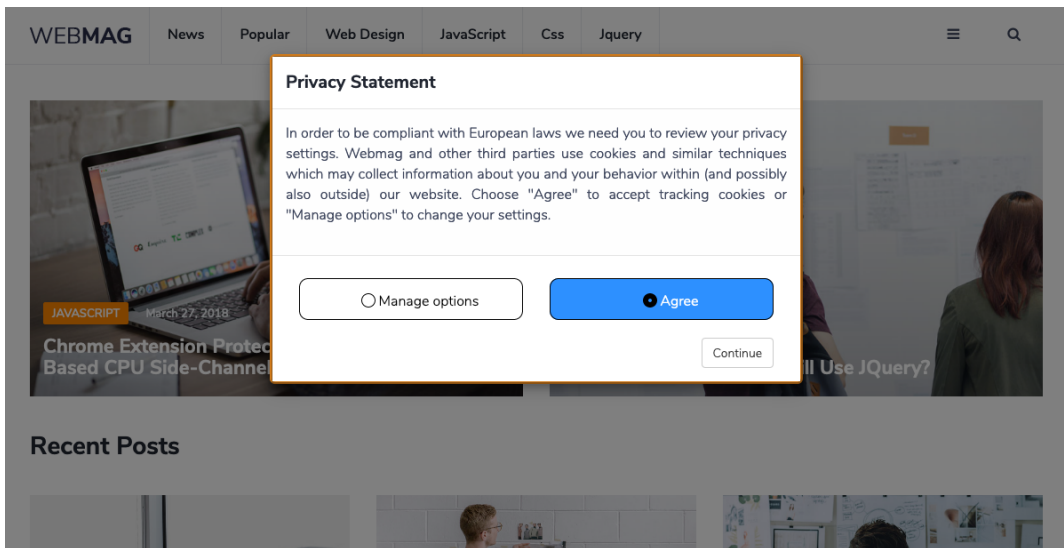 WEBMAG
News
Popular
Web Design
JavaScript
Css
Jquery
Privacy Statement
In order to be compliant with European laws we need you to review your privacy
settings. Webmag and other third parties use cookies and similar techniques
which may collect information about you and your behavior within (and possibly
also outside) our website. Choose "Agree" to accept tracking cookies or
"Manage options" to change your settings.
Manage options
Agree
Continue
JAVASCRIPT
March 27, 2018
Chrome Extension Protec
Based CPU Side-Channel
ll Use JQuery?
Recent Posts